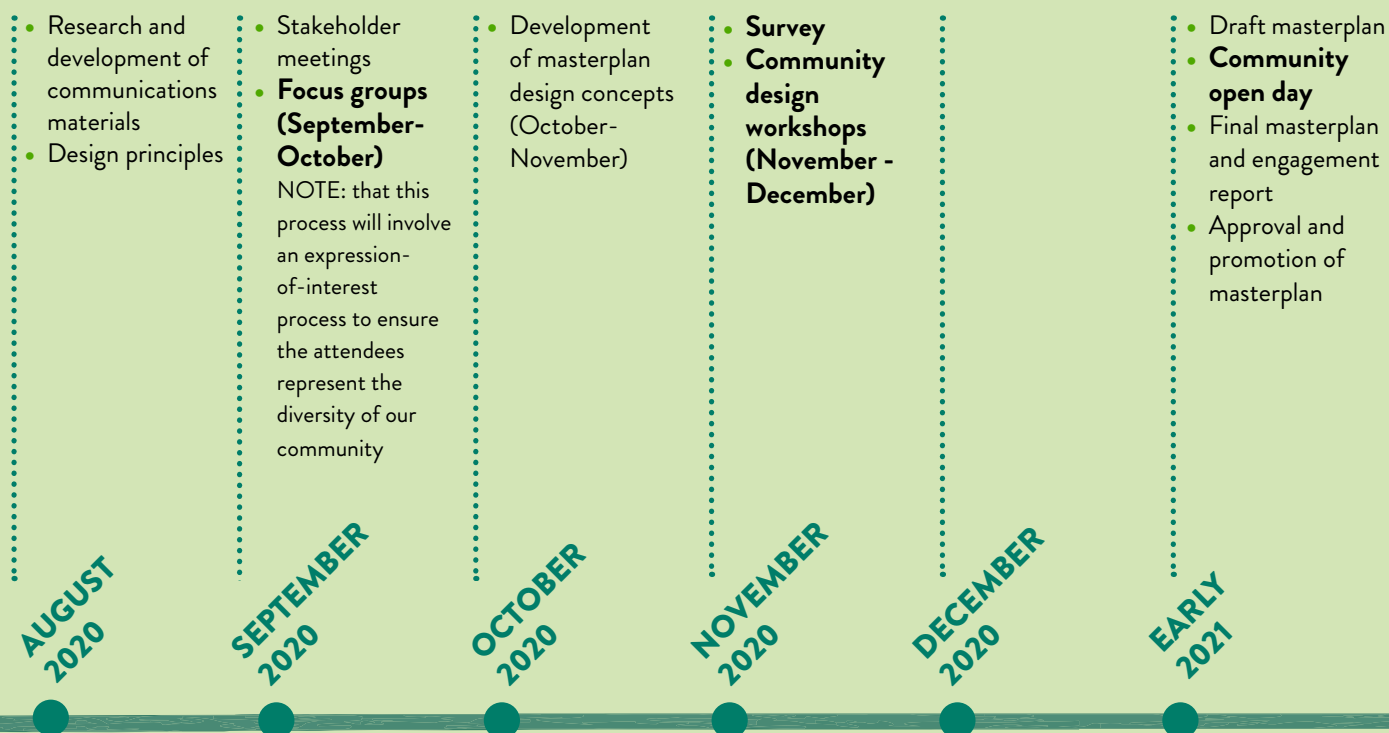 Research and
development of
communications
materials
Design principles
Stakeholder
meetings
Focus groups
(September-
October)
NOTE: that this
process will involve
an expression-
of-interest
process to ensure
the attendees
represent the
diversity of our
community
Development
of masterplan
design concepts
(October-
November)
Survey
Community
design
workshops
(November -
December)
Draft masterplan
Community
open day
Final masterplan
and engagement
report
Approval and
promotion of
masterplan
AUGUST
2020
SEPTEMBER
2020
OCTOBER
2020
NOVEMBER
2020
DECEMBER
2020
EARLY
2021